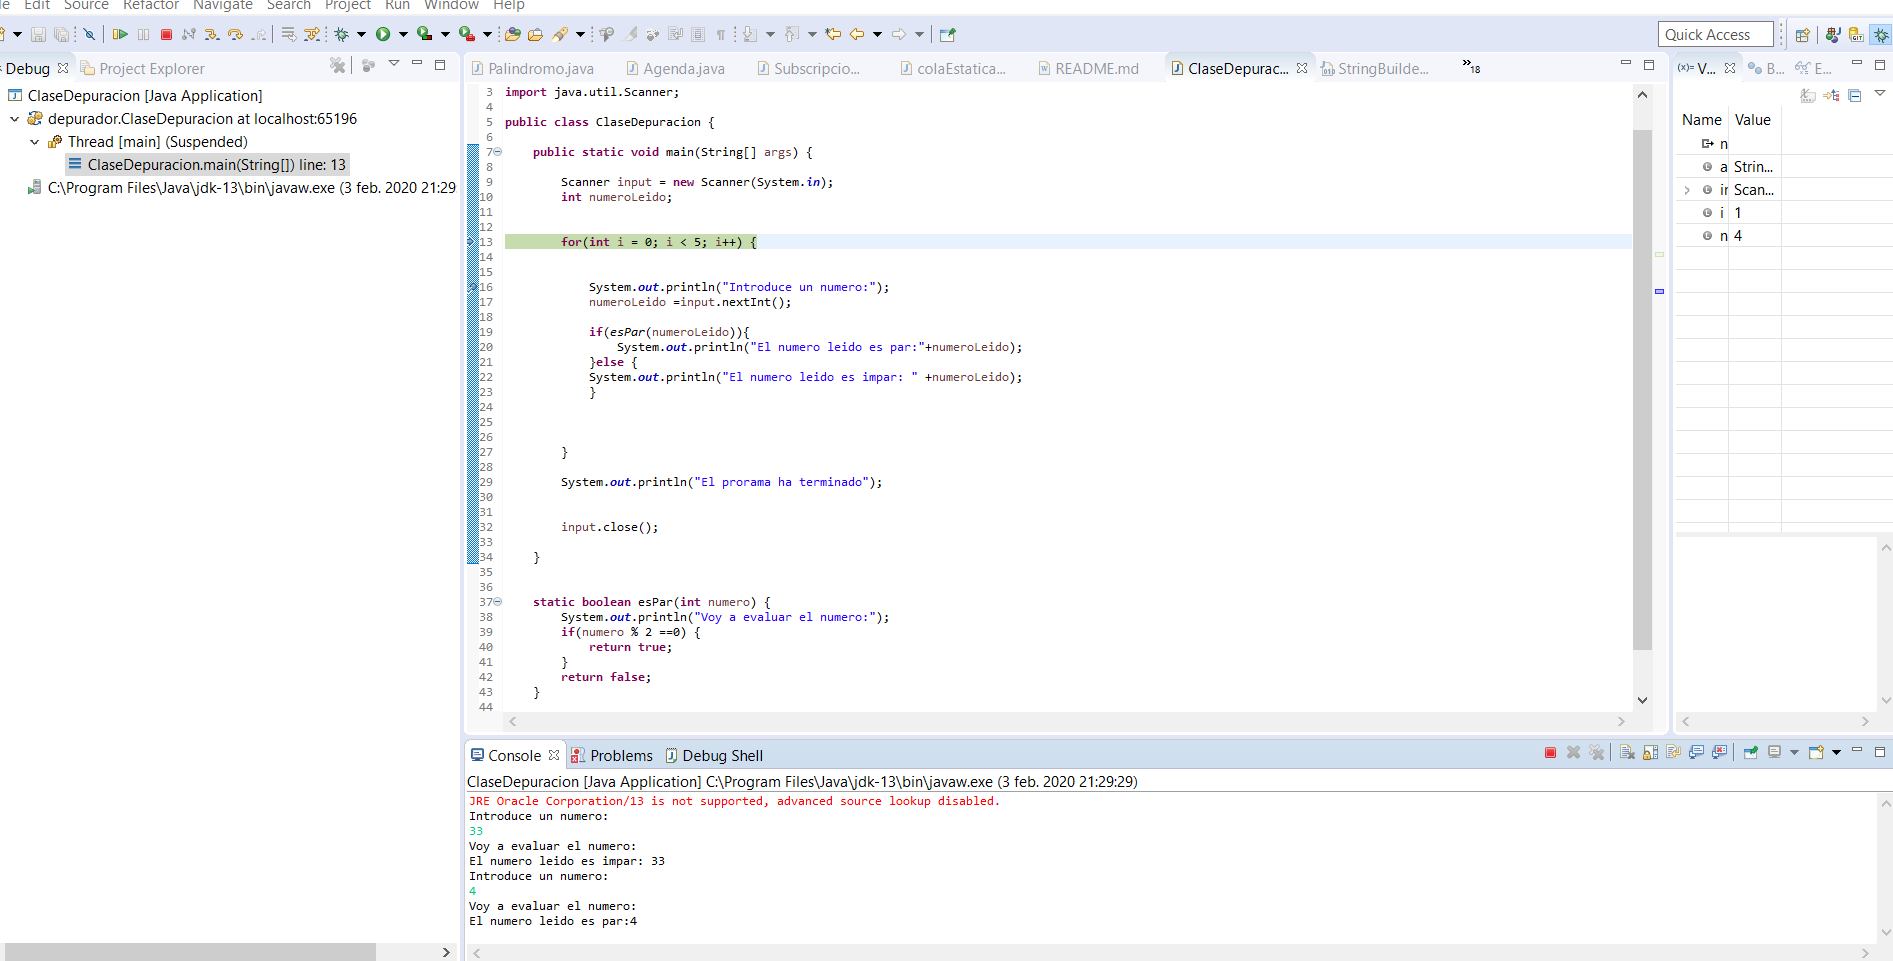 Edit Source Refactor Navigate Search Project Run Window Help
Quick Access
Debug Project Explorer
ClaseDepuracion [Java Application]
depurador.ClaseDepuracion at localhost:65196
Thread [main] (Suspended)
ClaseDepuracion.main(String[]) line: 13
C:\Program Files\Java\jdk-13\bin\javaw.exe (3 feb. 2020 21:29
Palindromo.java Agenda.java Subscripcio... colaEstatica... README.md ClaseDepurac... StringBuilde... »18
3 import java.util.Scanner;
4
5 public class ClaseDepuracion {
6
7 public static void main(String[] args) {
8
9 Scanner input = new Scanner(System.in);
10 int numeroLeido;
11
12
13 for(int i = 0; i < 5; i++) {
14
15
16 System.out.println("Introduce un numero:");
17 numeroLeido =input.nextInt();
18
19 if(esPar(numeroLeido)){
20 System.out.println("El numero leido es par:"+numeroLeido);
21 }else {
22 System.out.println("El numero leido es impar: " +numeroLeido);
23 }
24
25
26
27 }
28
29 System.out.println("El prorama ha terminado");
30
31
32 input.close();
33
34 }
35
36
37 static boolean esPar(int numero) {
38 System.out.println("Voy a evaluar el numero:");
39 if(numero % 2 ==0) {
40 return true;
41 }
42 return false;
43 }
44
(x)= V... B... E...
Name Value
n
a Strin...
ir Scan...
i 1
n 4
Console Problems Debug Shell
ClaseDepuracion [Java Application] C:\Program Files\Java\jdk-13\bin\javaw.exe (3 feb. 2020 21:29:29)
JRE Oracle Corporation/13 is not supported, advanced source lookup disabled.
Introduce un numero:
33
Voy a evaluar el numero:
El numero leido es impar: 33
Introduce un numero:
4
Voy a evaluar el numero:
El numero leido es par:4